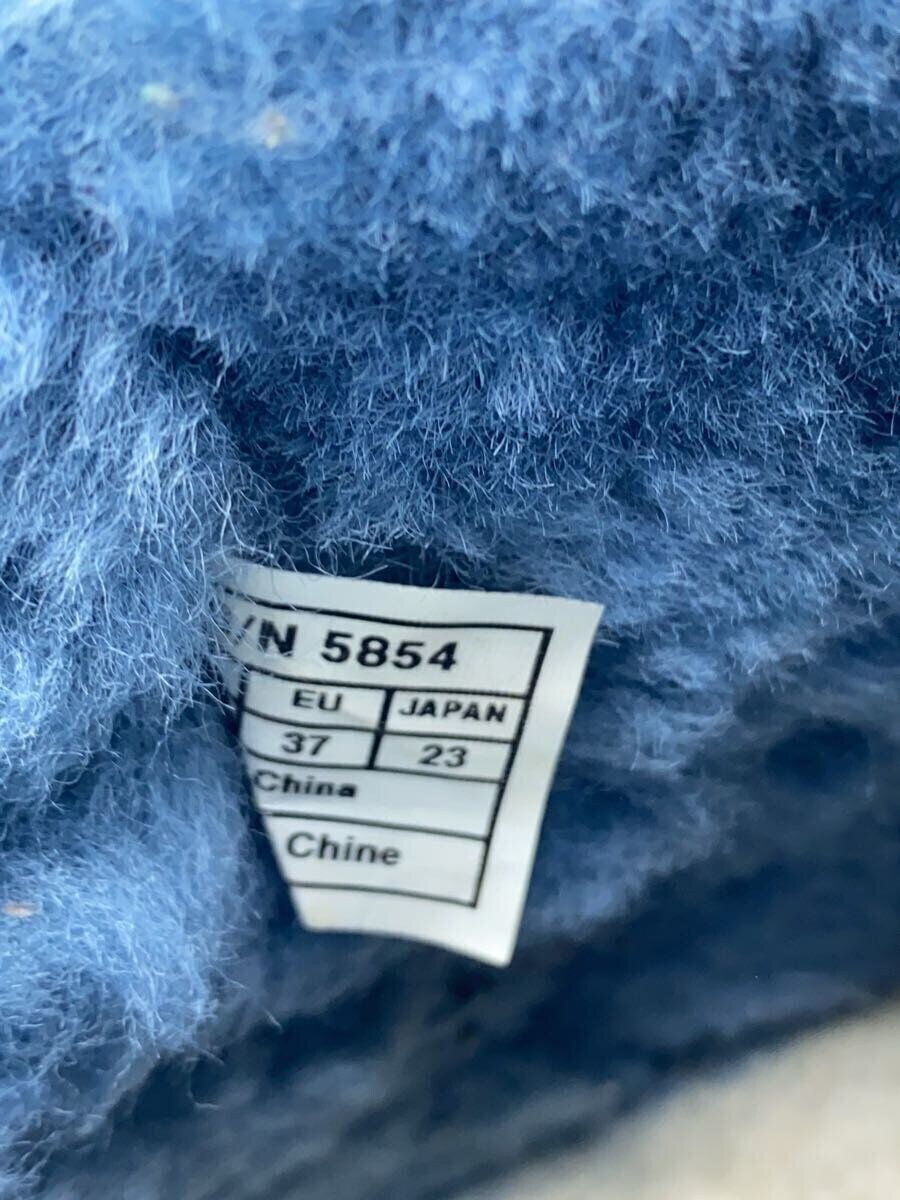 /N 5854
EU JAPAN
37 23
China
Chine